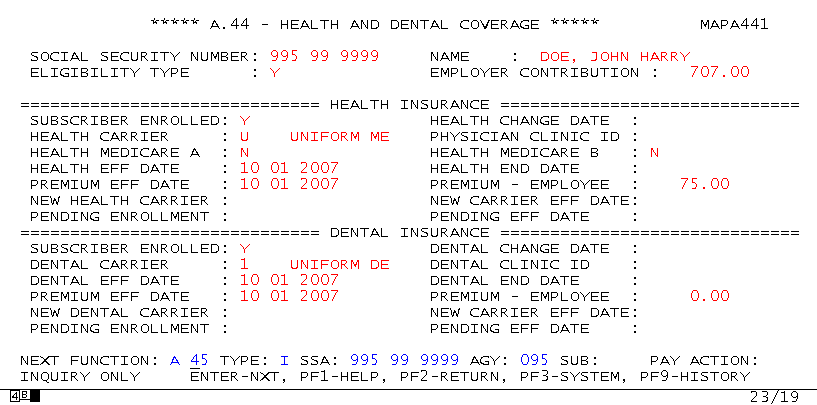 ***** A.44 - HEALTH AND DENTAL COVERAGE ***** MAPA441
SOCIAL SECURITY NUMBER: 995 99 9999 NAME : DOE, JOHN HARRY
ELIGIBILITY TYPE : Y EMPLOYER CONTRIBUTION : 707.00
============================== HEALTH INSURANCE ==============================
SUBSCRIBER ENROLLED: Y HEALTH CHANGE DATE :
HEALTH CARRIER : U UNIFORM ME PHYSICIAN CLINIC ID :
HEALTH MEDICARE A : N HEALTH MEDICARE B : N
HEALTH EFF DATE : 10 01 2007 HEALTH END DATE :
PREMIUM EFF DATE : 10 01 2007 PREMIUM - EMPLOYEE : 75.00
NEW HEALTH CARRIER : NEW CARRIER EFF DATE:
PENDING ENROLLMENT : PENDING EFF DATE :
============================== DENTAL INSURANCE ==============================
SUBSCRIBER ENROLLED: Y DENTAL CHANGE DATE :
DENTAL CARRIER : 1 UNIFORM DE DENTAL CLINIC ID :
DENTAL EFF DATE : 10 01 2007 DENTAL END DATE :
PREMIUM EFF DATE : 10 01 2007 PREMIUM - EMPLOYEE : 0.00
NEW DENTAL CARRIER : NEW CARRIER EFF DATE:
PENDING ENROLLMENT : PENDING EFF DATE :
NEXT FUNCTION: A 45 TYPE: I SSA: 995 99 9999 AGY: 095 SUB: PAY ACTION:
INQUIRY ONLY ENTER-NXT, PF1-HELP, PF2-RETURN, PF3-SYSTEM, PF9-HISTORY
4B 23/19